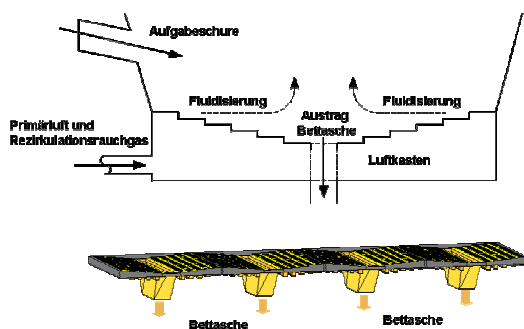 Aufgabeschure
Fluidisierung
Fluidisierung
Austrag
Bettasche
Primärluft und
Rezirkulationsrauchgas
Luftkasten
Bettasche
Bettasche